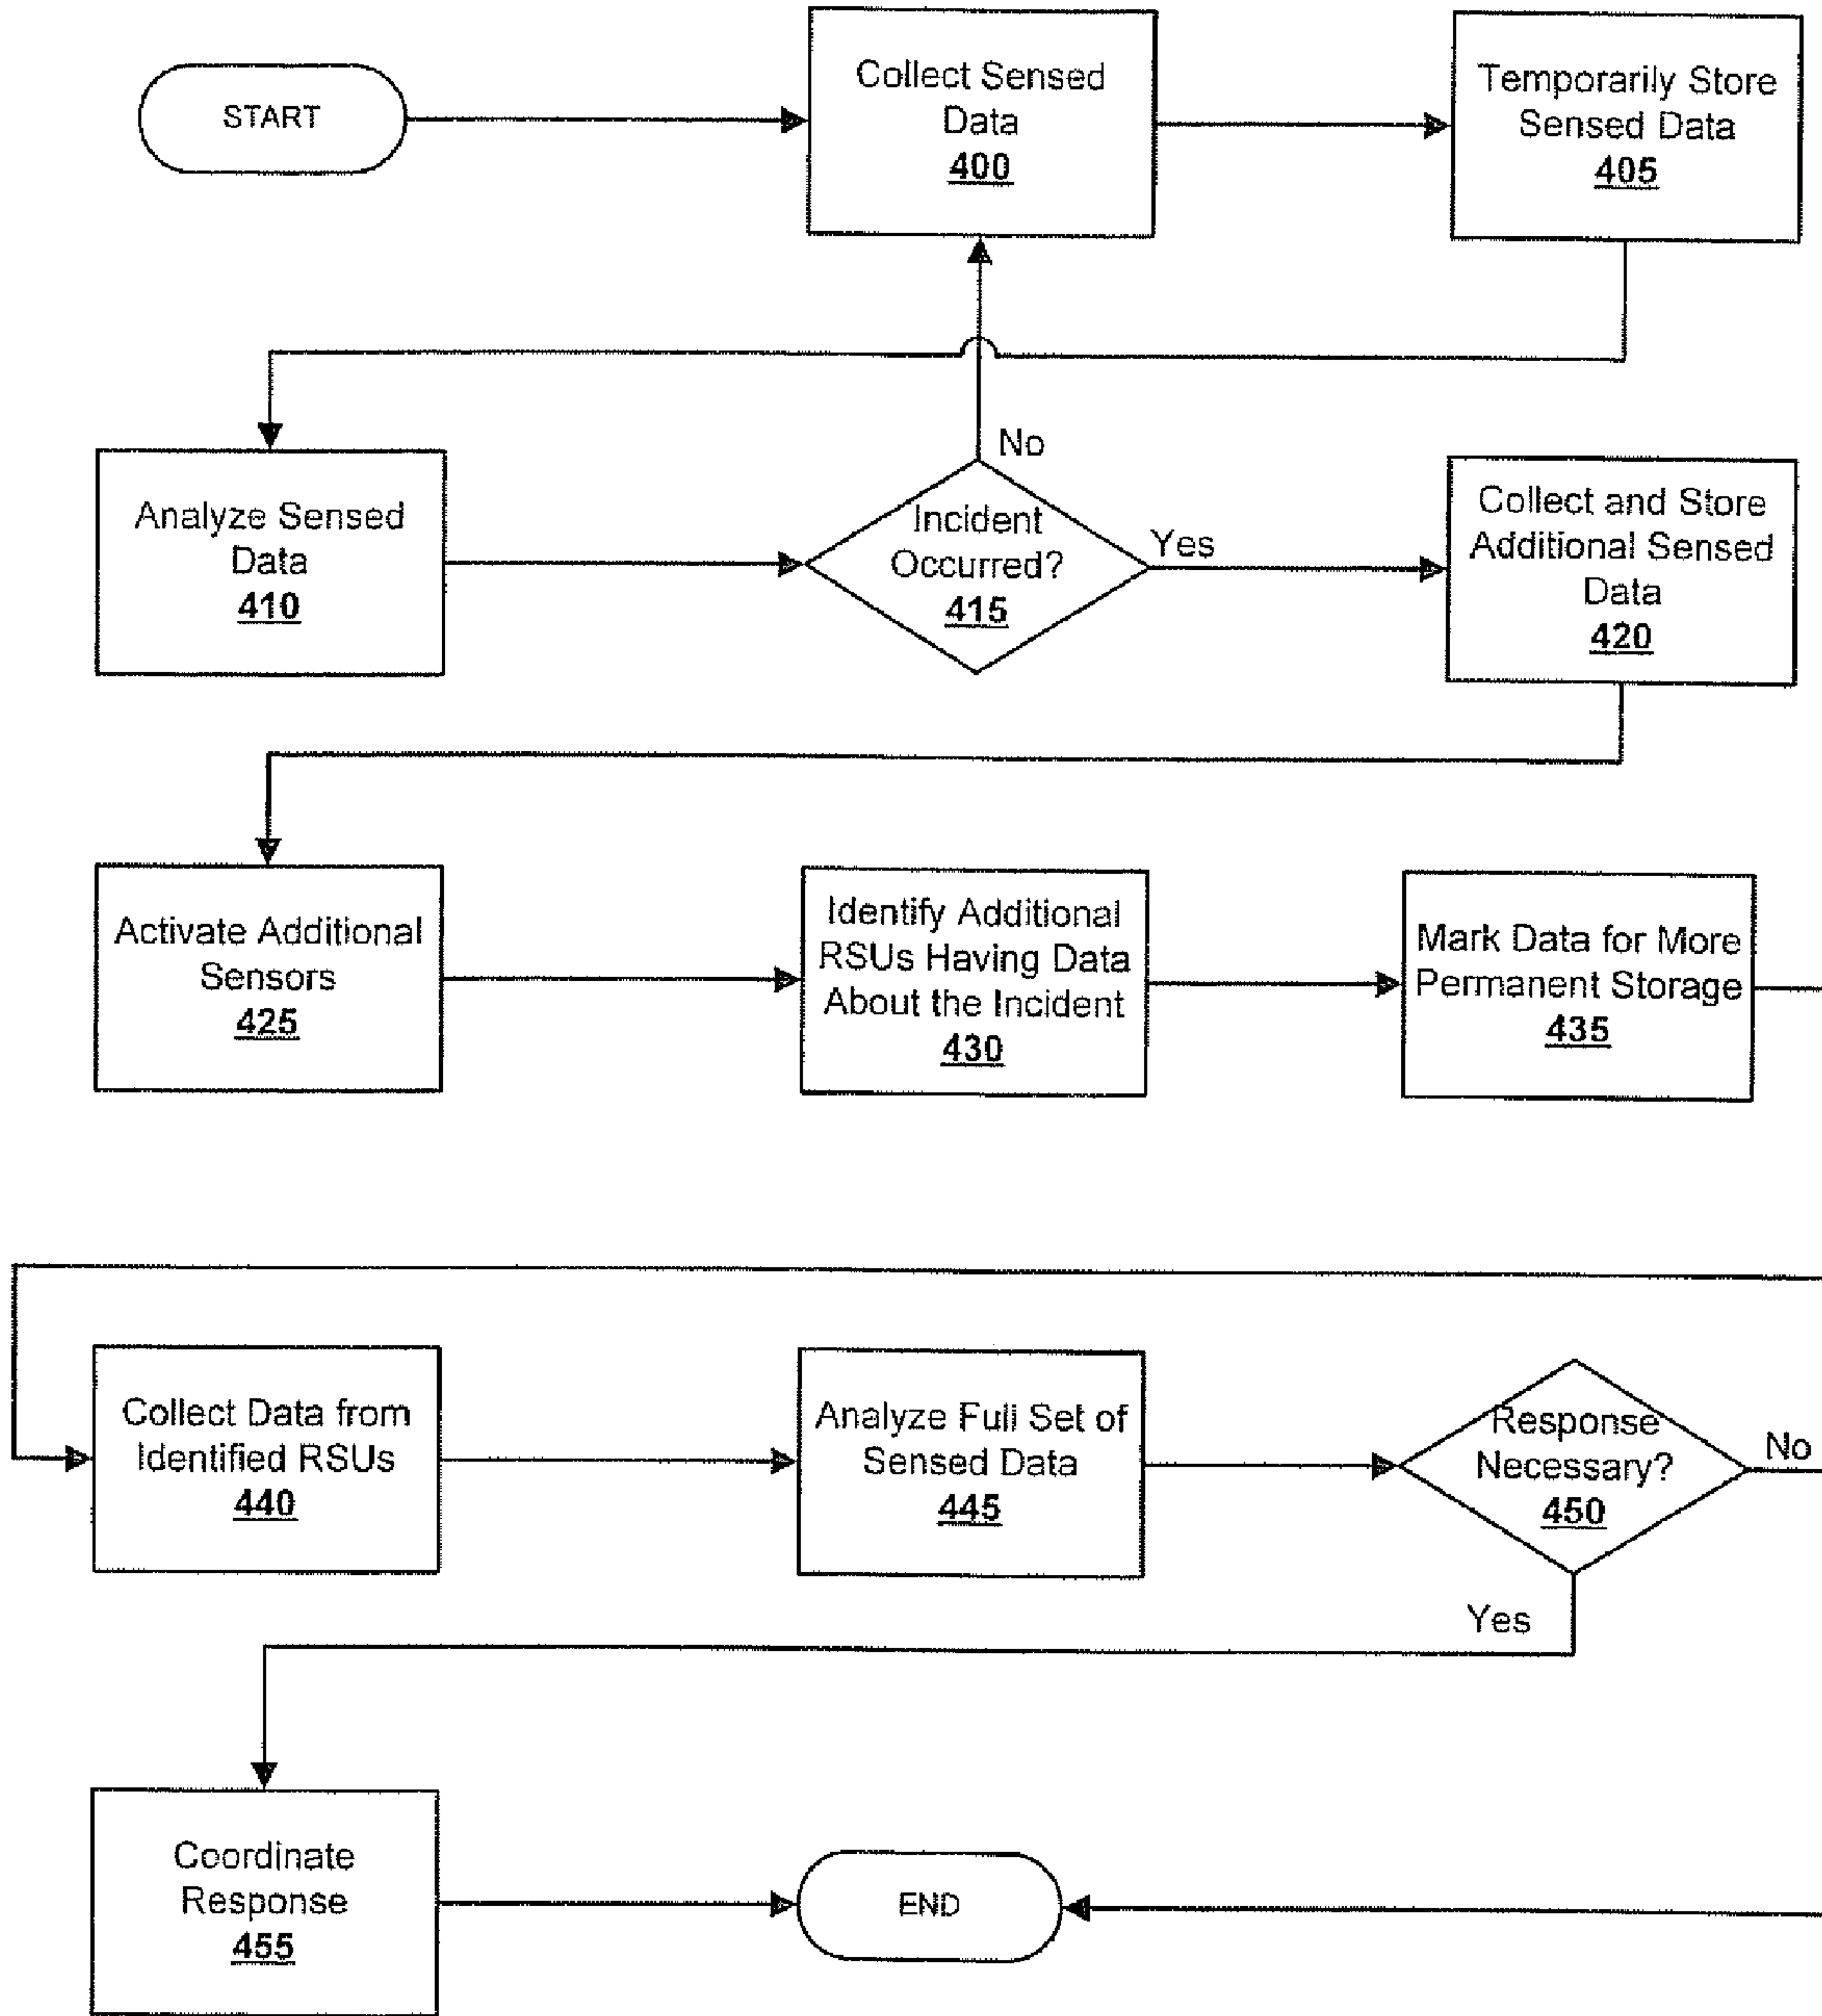 START
Collect Sensed
Data
400
Temporarily Store
Sensed Data
405
Analyze Sensed
Data
410
No
Incident
Occurred?
415
Yes
Collect and Store
Additional Sensed
Data
420
Activate Additional
Sensors
425
Identify Additional
RSUs Having Data
About the Incident
430
Mark Data for More
Permanent Storage
435
Collect Data from
Identified RSUs
440
Analyze Full Set of
Sensed Data
445
Response
Necessary?
450
No
Yes
Coordinate
Response
455
END